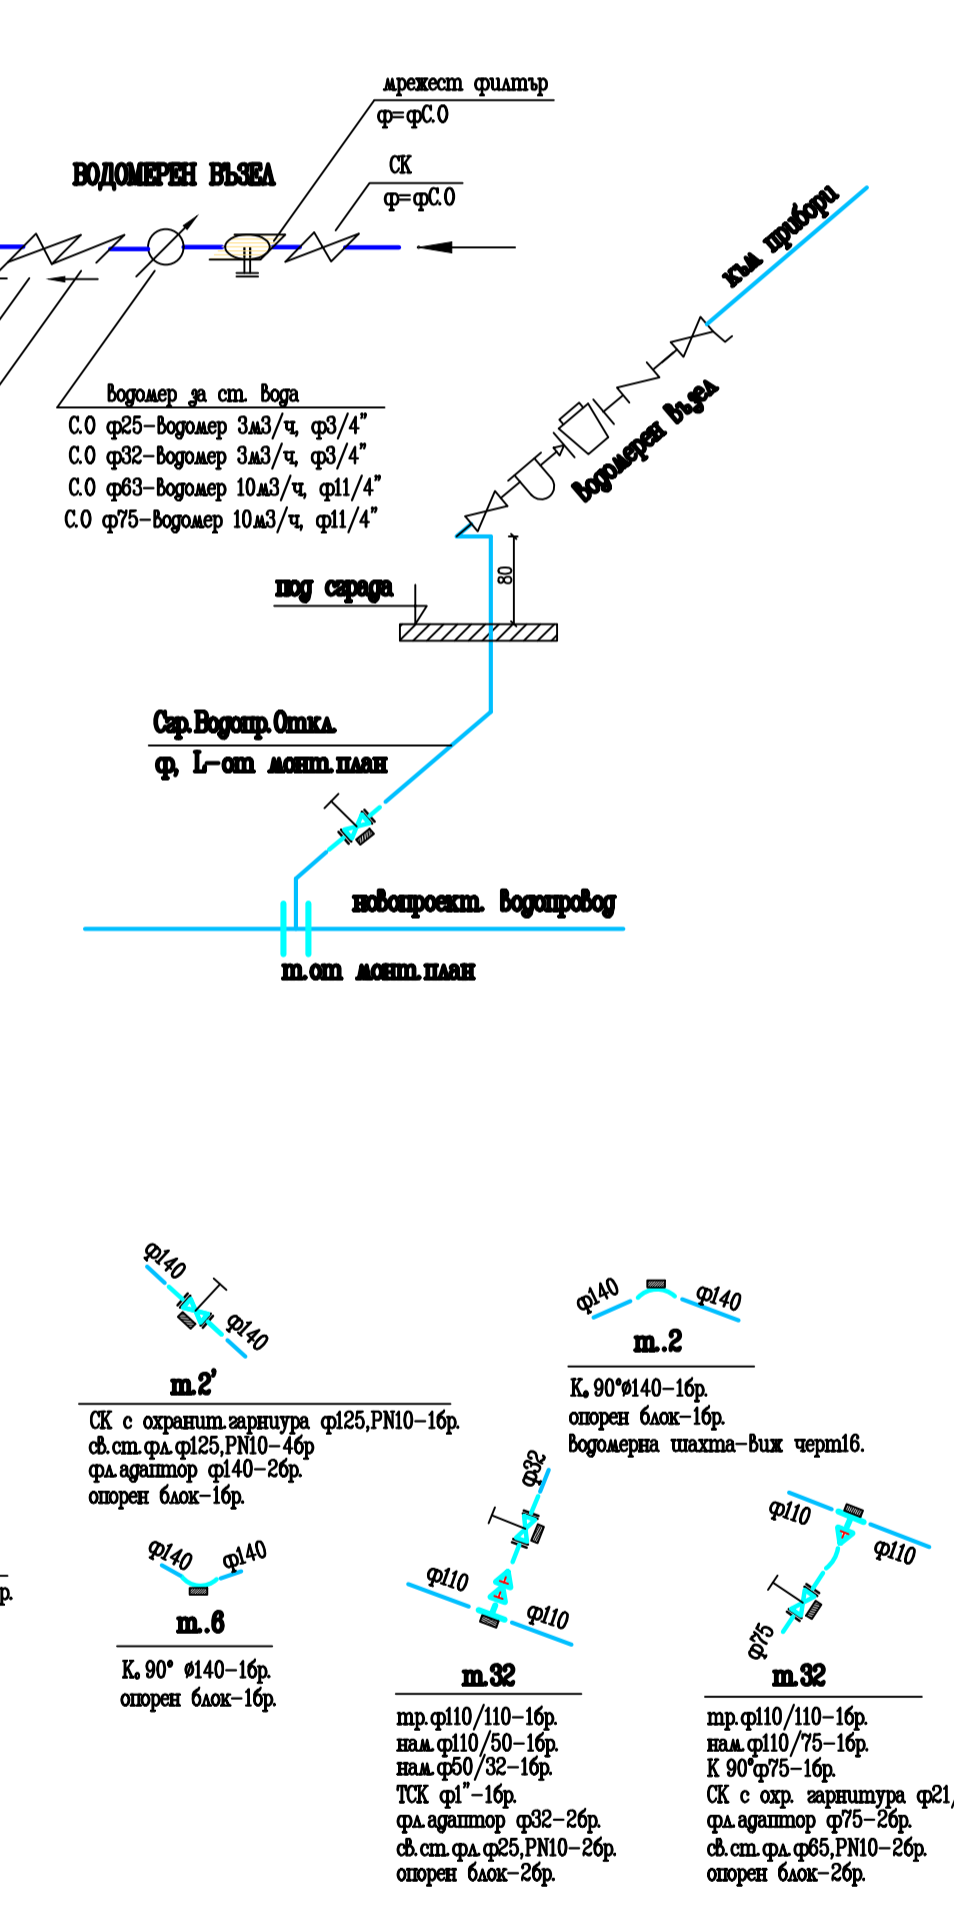 мрежест филтър
ф=фС.О
СК
ф=фС.О
ВОДОМЕРЕН ВЪЗЕЛ
към прибори
водомер за ст. вода
С.О ф25-водомер 3м3/ч, ф3/4"
С.О ф32-водомер 3м3/ч, ф3/4"
С.О ф63-водомер 10м3/ч, ф11/4"
С.О ф75-водомер 10м3/ч, ф11/4"
водомерен възел
80
под сграда
Сгр.Водопр.Откл.
ф, L-от монт.план
новопроект. водопровод
т.от монт.план
ф140
ф140
т.2'
СК с охранит.гарниура ф125,PN10-1бр.
св.ст.фл.ф125,PN10-4бр
фл.адаптор ф140-2бр.
опорен блок-1бр.
ф140
ф140
т..2
К. 90°ø140-1бр.
опорен блок-1бр.
водомерна шахта-виж черт16.
ф140
ф140
т..6
К. 90° ø140-1бр.
опорен блок-1бр.
р.
ф32
ф110
ф110
т.32
тр.ф110/110-1бр.
нам.ф110/50-1бр.
нам.ф50/32-1бр.
ТСК ф1"-1бр.
фл.адаптор ф32-2бр.
св.ст.фл.ф25,PN10-2бр.
опорен блок-2бр.
ф110
ф110
ф75
т.32
тр.ф110/110-1бр.
нам.ф110/75-1бр.
К 90°ф75-1бр.
СК с охр. гарнитура ф21/
фл.адаптор ф75-2бр.
св.ст.фл.ф65,PN10-2бр.
опорен блок-2бр.